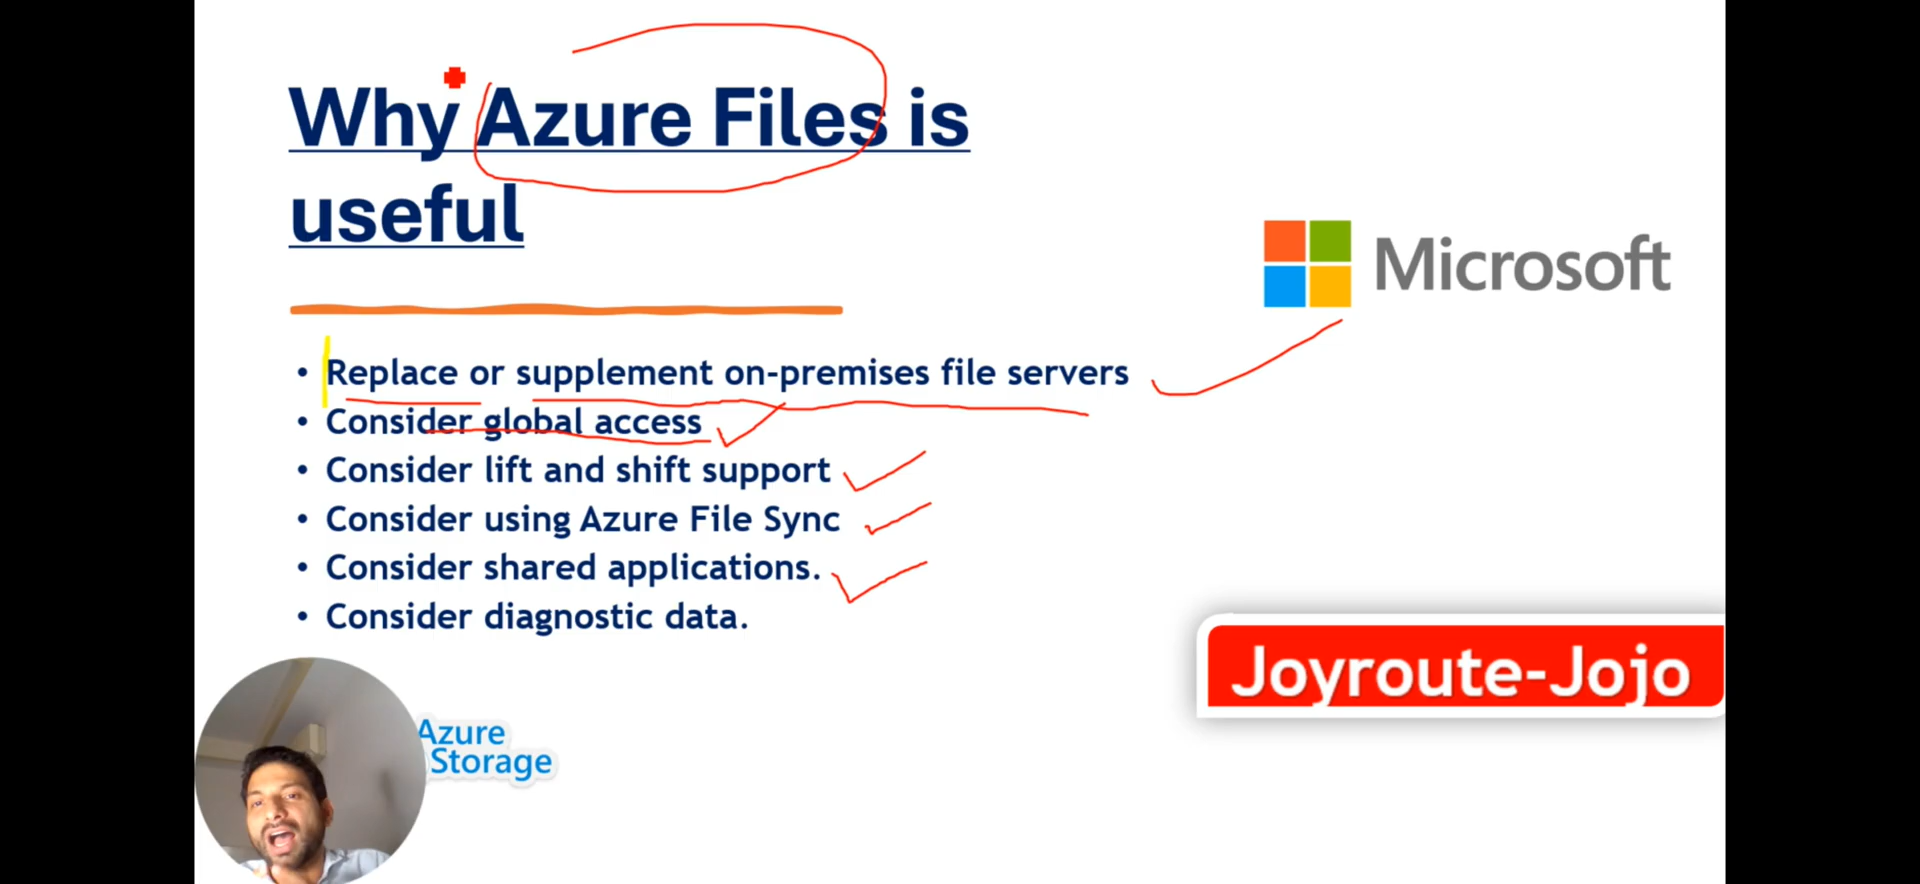 Why Azure Files is
useful
Microsoft
• Replace or supplement on-premises file servers
• Consider global access
• Consider lift and shift support
• Consider using Azure File Sync
• Consider shared applications.
• Consider diagnostic data.
Joyroute-Jojo
Azure
Storage